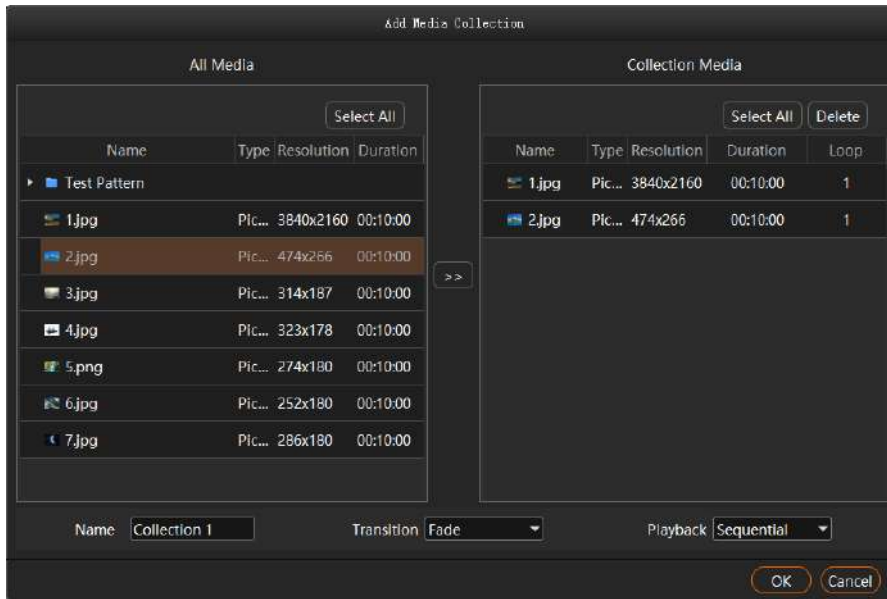 Add Media Collection
All Media
Collection Media
Select All
Select All Delete
Name Type Resolution Duration
Name Type Resolution Duration Loop
Test Pattern
1.jpg Pic... 3840x2160 00:10:00
1.jpg Pic... 3840x2160 00:10:00 1
2.jpg Pic... 474x266 00:10:00
2.jpg Pic... 474x266 00:10:00 1
>>
3.jpg Pic... 314x187 00:10:00
4.jpg Pic... 323x178 00:10:00
5.png Pic... 274x180 00:10:00
6.jpg Pic... 252x180 00:10:00
7.jpg Pic... 286x180 00:10:00
Name Collection 1 Transition Fade Playback Sequential
OK Cancel